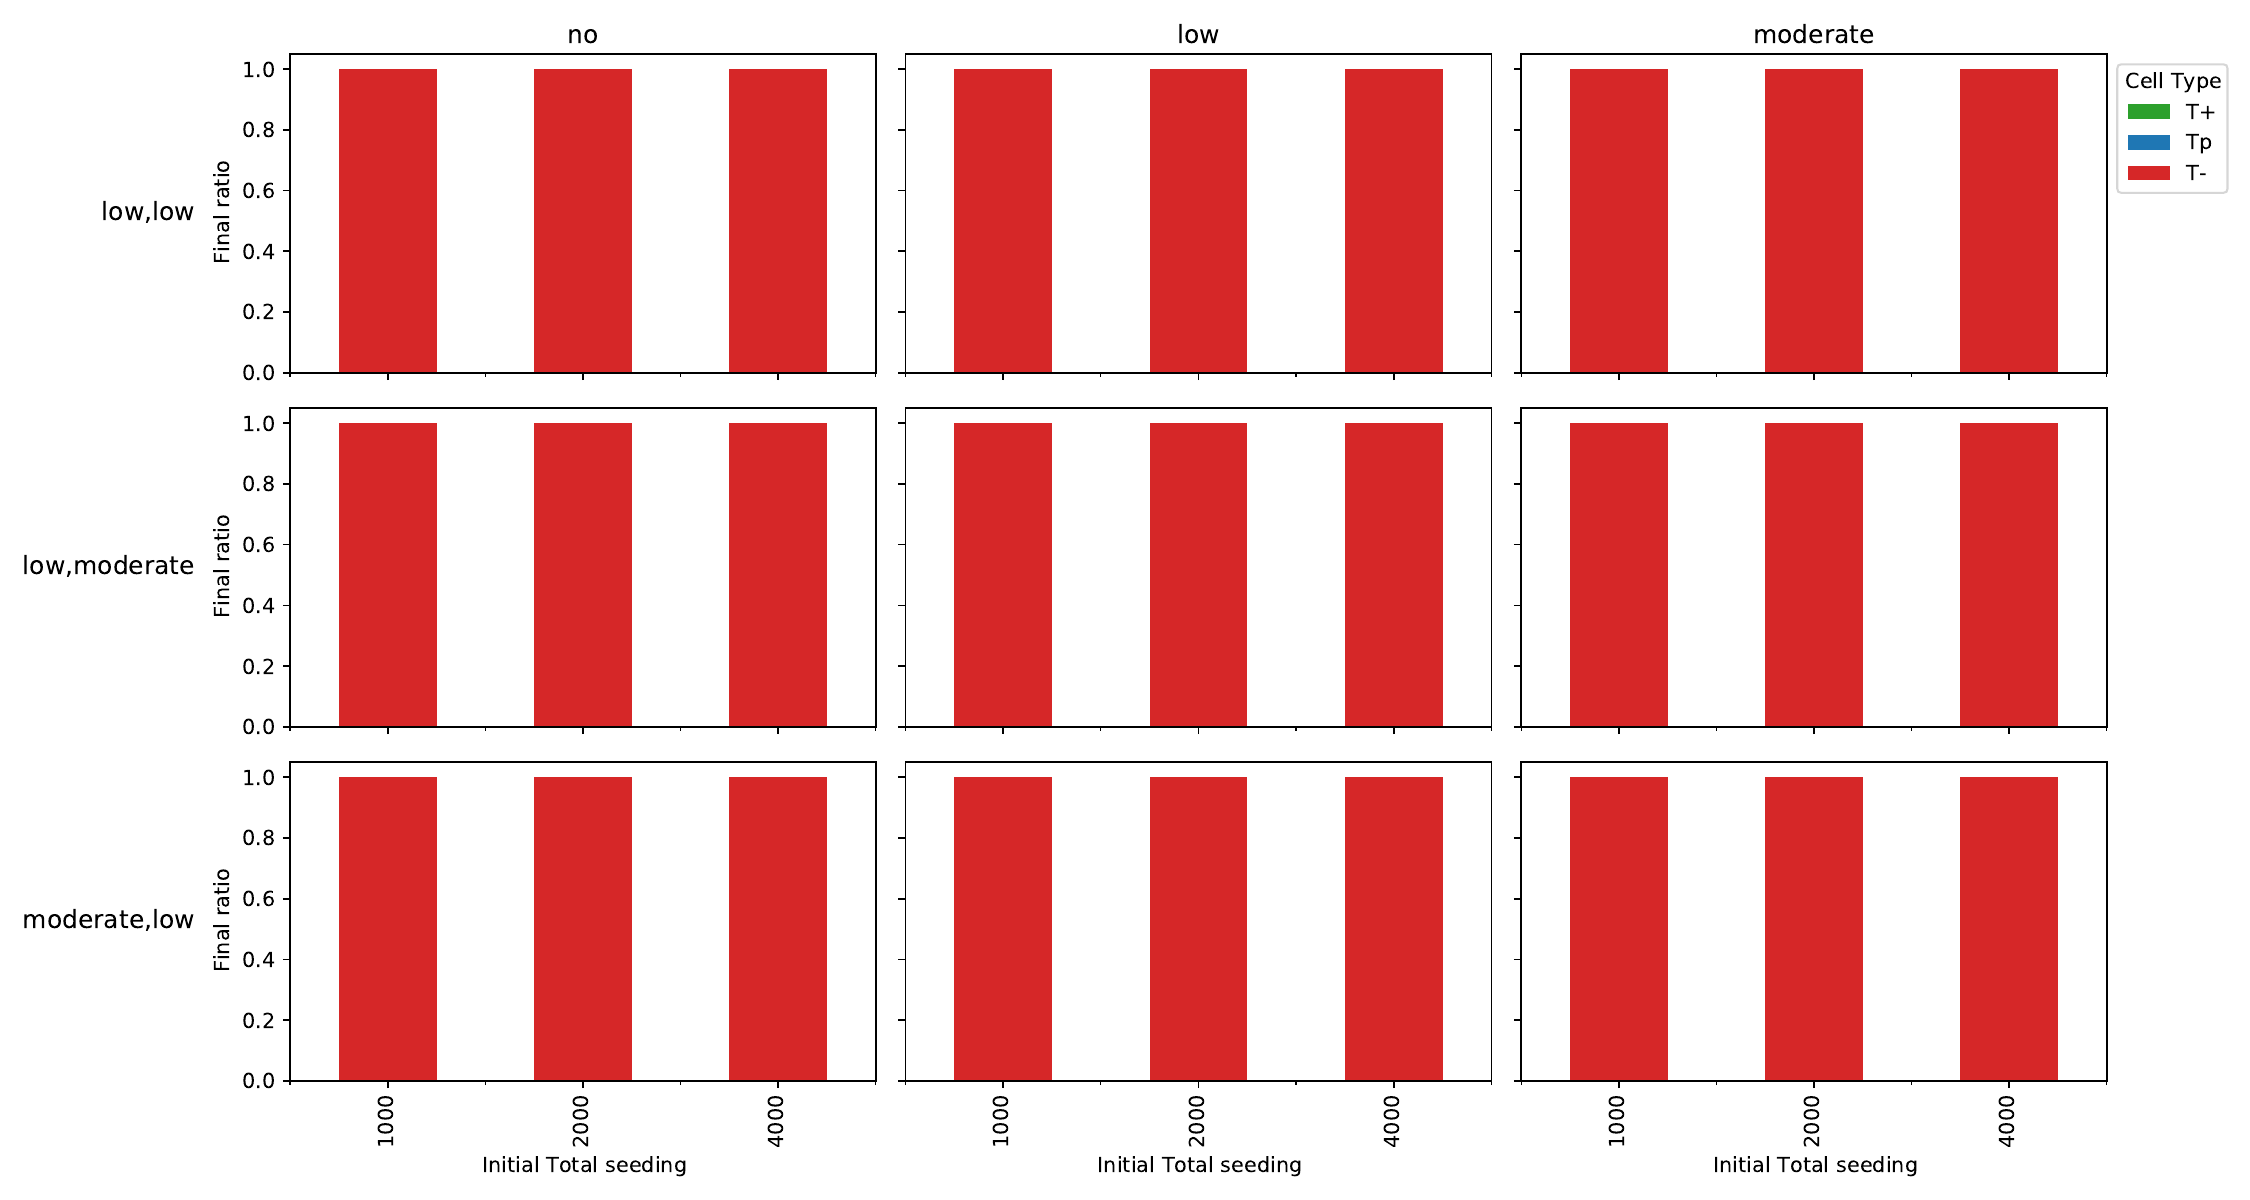 no
low
moderate
Cell Type
T+
Tp
T-
low,low
Final ratio
1.0
0.8
0.6
0.4
0.2
0.0
low,moderate
Final ratio
1.0
0.8
0.6
0.4
0.2
0.0
moderate,low
Final ratio
1.0
0.8
0.6
0.4
0.2
0.0
1000
2000
4000
1000
2000
4000
1000
2000
4000
Initial Total seeding
Initial Total seeding
Initial Total seeding